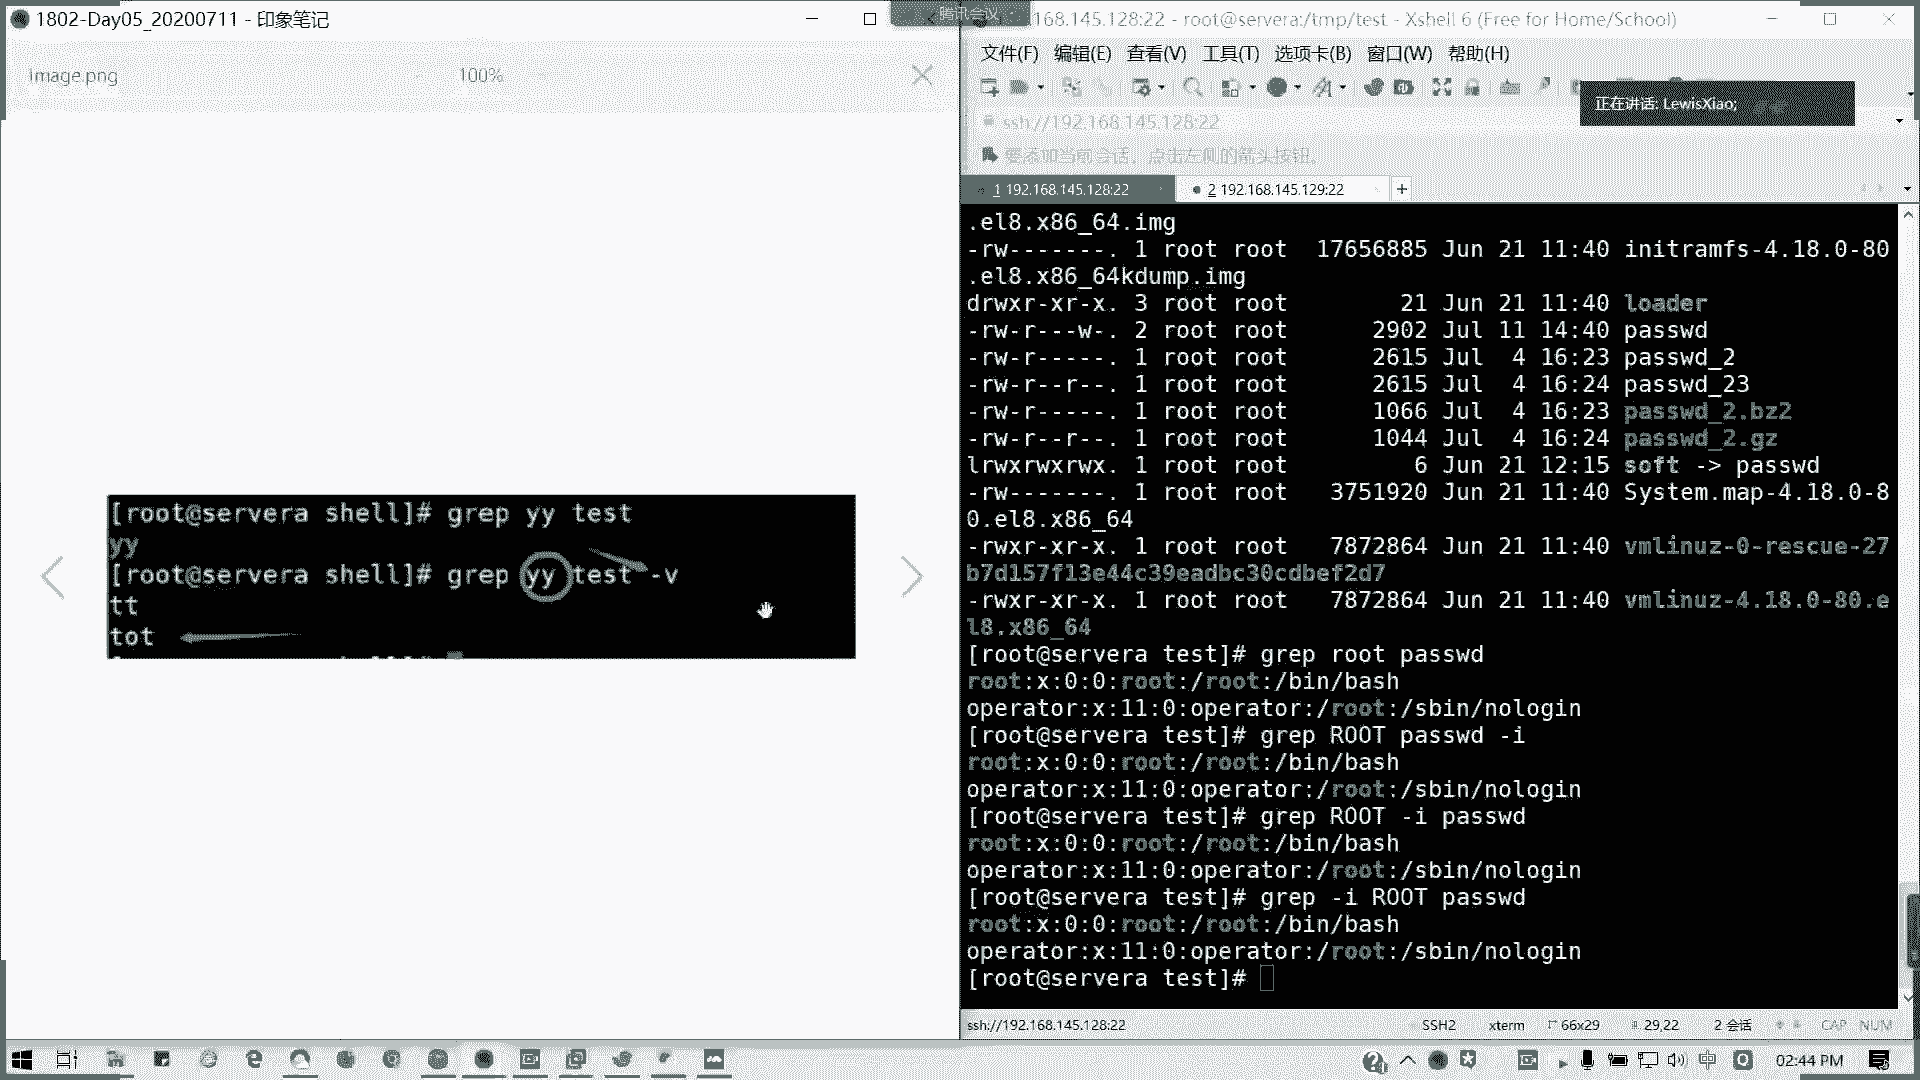 1802-Day05_20200711 - 印象笔记
Image.png
100%
[root@servera shell]# grep yy test
yy
[root@servera shell]# grep yy test -v
tt
tot
腾讯会议
168.145.128:22 - root@servera:/tmp/test - Xshell 6 (Free for Home/School)
文件(F) 编辑(E) 查看(V) 工具(T) 选项卡(B) 窗口(W) 帮助(H)
正在讲话: LewisXiao;
ssh://192.168.145.128:22
要添加当前会话，点击左侧的箭头按钮。
1 192.168.145.128:22
2 192.168.145.129:22
.el8.x86_64.img
-rw-------. 1 root root 17656885 Jun 21 11:40 initramfs-4.18.0-80
.el8.x86_64kdump.img
drwxr-xr-x. 3 root root 21 Jun 21 11:40 loader
-rw-r---w-. 2 root root 2902 Jul 11 14:40 passwd
-rw-r-----. 1 root root 2615 Jul 4 16:23 passwd_2
-rw-r--r--. 1 root root 2615 Jul 4 16:24 passwd_23
-rw-r-----. 1 root root 1066 Jul 4 16:23 passwd_2.bz2
-rw-r--r--. 1 root root 1044 Jul 4 16:24 passwd_2.gz
lrwxrwxrwx. 1 root root 6 Jun 21 12:15 soft -> passwd
-rw-------. 1 root root 3751920 Jun 21 11:40 System.map-4.18.0-8
0.el8.x86_64
-rwxr-xr-x. 1 root root 7872864 Jun 21 11:40 vmlinuz-0-rescue-27
b7d157f13e44c39eadbc30cdbef2d7
-rwxr-xr-x. 1 root root 7872864 Jun 21 11:40 vmlinuz-4.18.0-80.e
l8.x86_64
[root@servera test]# grep root passwd
root:x:0:0:root:/root:/bin/bash
operator:x:11:0:operator:/root:/sbin/nologin
[root@servera test]# grep ROOT passwd -i
root:x:0:0:root:/root:/bin/bash
operator:x:11:0:operator:/root:/sbin/nologin
[root@servera test]# grep ROOT -i passwd
root:x:0:0:root:/root:/bin/bash
operator:x:11:0:operator:/root:/sbin/nologin
[root@servera test]# grep -i ROOT passwd
root:x:0:0:root:/root:/bin/bash
operator:x:11:0:operator:/root:/sbin/nologin
[root@servera test]#
ssh://192.168.145.128:22 SSH2 xterm 66x29 29,22 2 会话 CAP NUM
中 02:44 PM